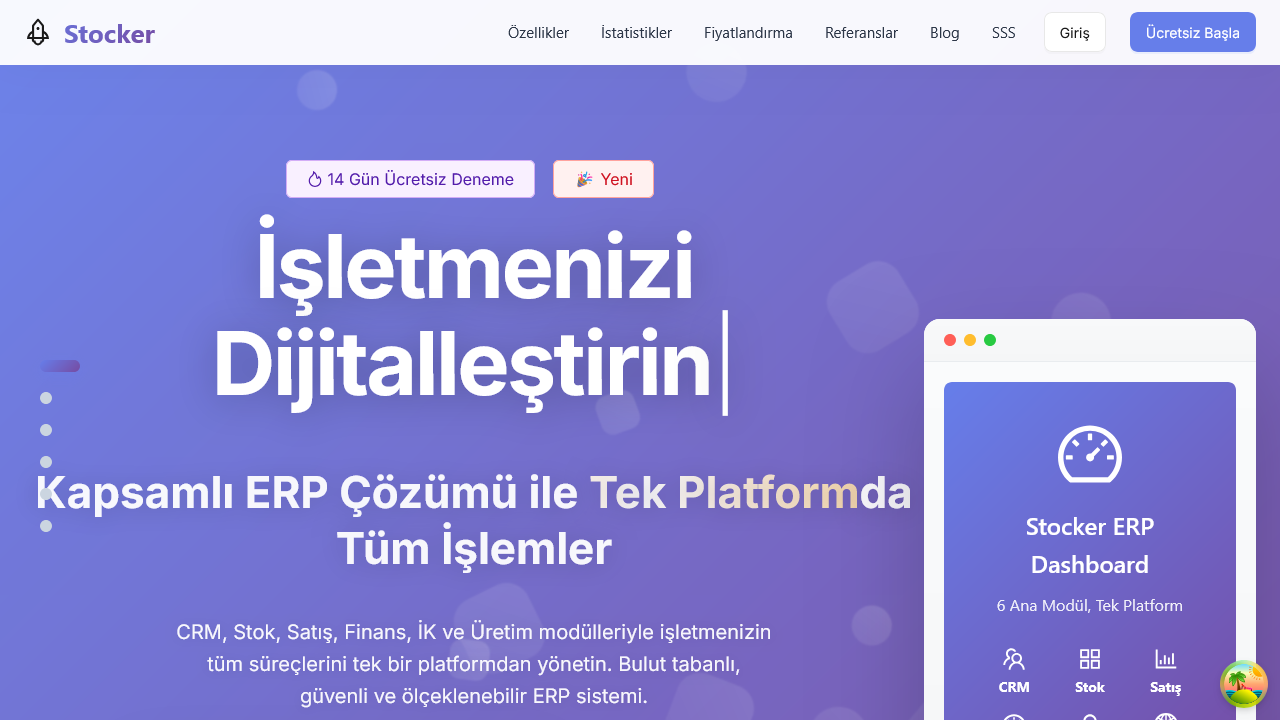 Stocker
Özellikler
İstatistikler
Fiyatlandırma
Referanslar
Blog
SSS
Giriş
Ücretsiz Başla
14 Gün Ücretsiz Deneme
🎉 Yeni
İşletmenizi
Dijitalleştirin|
Kapsamlı ERP Çözümü ile Tek Platformda
Tüm İşlemler
CRM, Stok, Satış, Finans, İK ve Üretim modülleriyle işletmenizin
tüm süreçlerini tek bir platformdan yönetin. Bulut tabanlı,
güvenli ve ölçeklenebilir ERP sistemi.
Stocker ERP
Dashboard
6 Ana Modül, Tek Platform
CRM
Stok
Satış